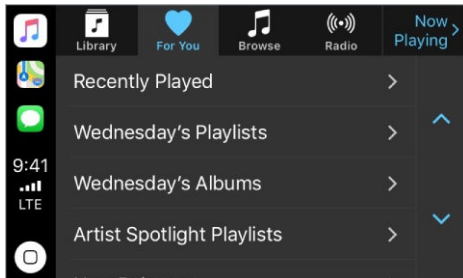 Library
For You
Browse
Radio
Now
Playing
Recently Played
Wednesday's Playlists
Wednesday's Albums
Artist Spotlight Playlists
9:41
LTE